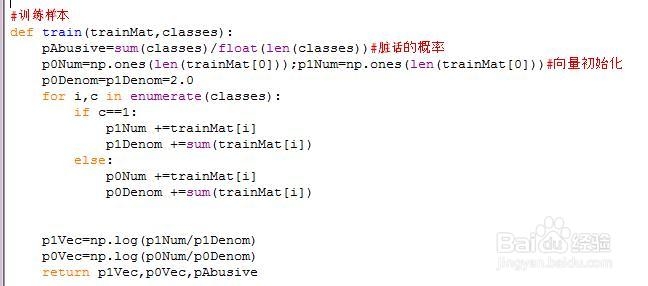 #训练样本
def train(trainMat,classes):
    pAbusive=sum(classes)/float(len(classes))#脏话的概率
    p0Num=np.ones(len(trainMat[0]));p1Num=np.ones(len(trainMat[0]))#向量初始化
    p0Denom=p1Denom=2.0
    for i,c in enumerate(classes):
        if c==1:
            p1Num +=trainMat[i]
            p1Denom +=sum(trainMat[i])
        else:
            p0Num +=trainMat[i]
            p0Denom +=sum(trainMat[i])
    p1Vec=np.log(p1Num/p1Denom)
    p0Vec=np.log(p0Num/p0Denom)
    return p1Vec,p0Vec,pAbusive
Baidu经验
jingyan.baidu.com